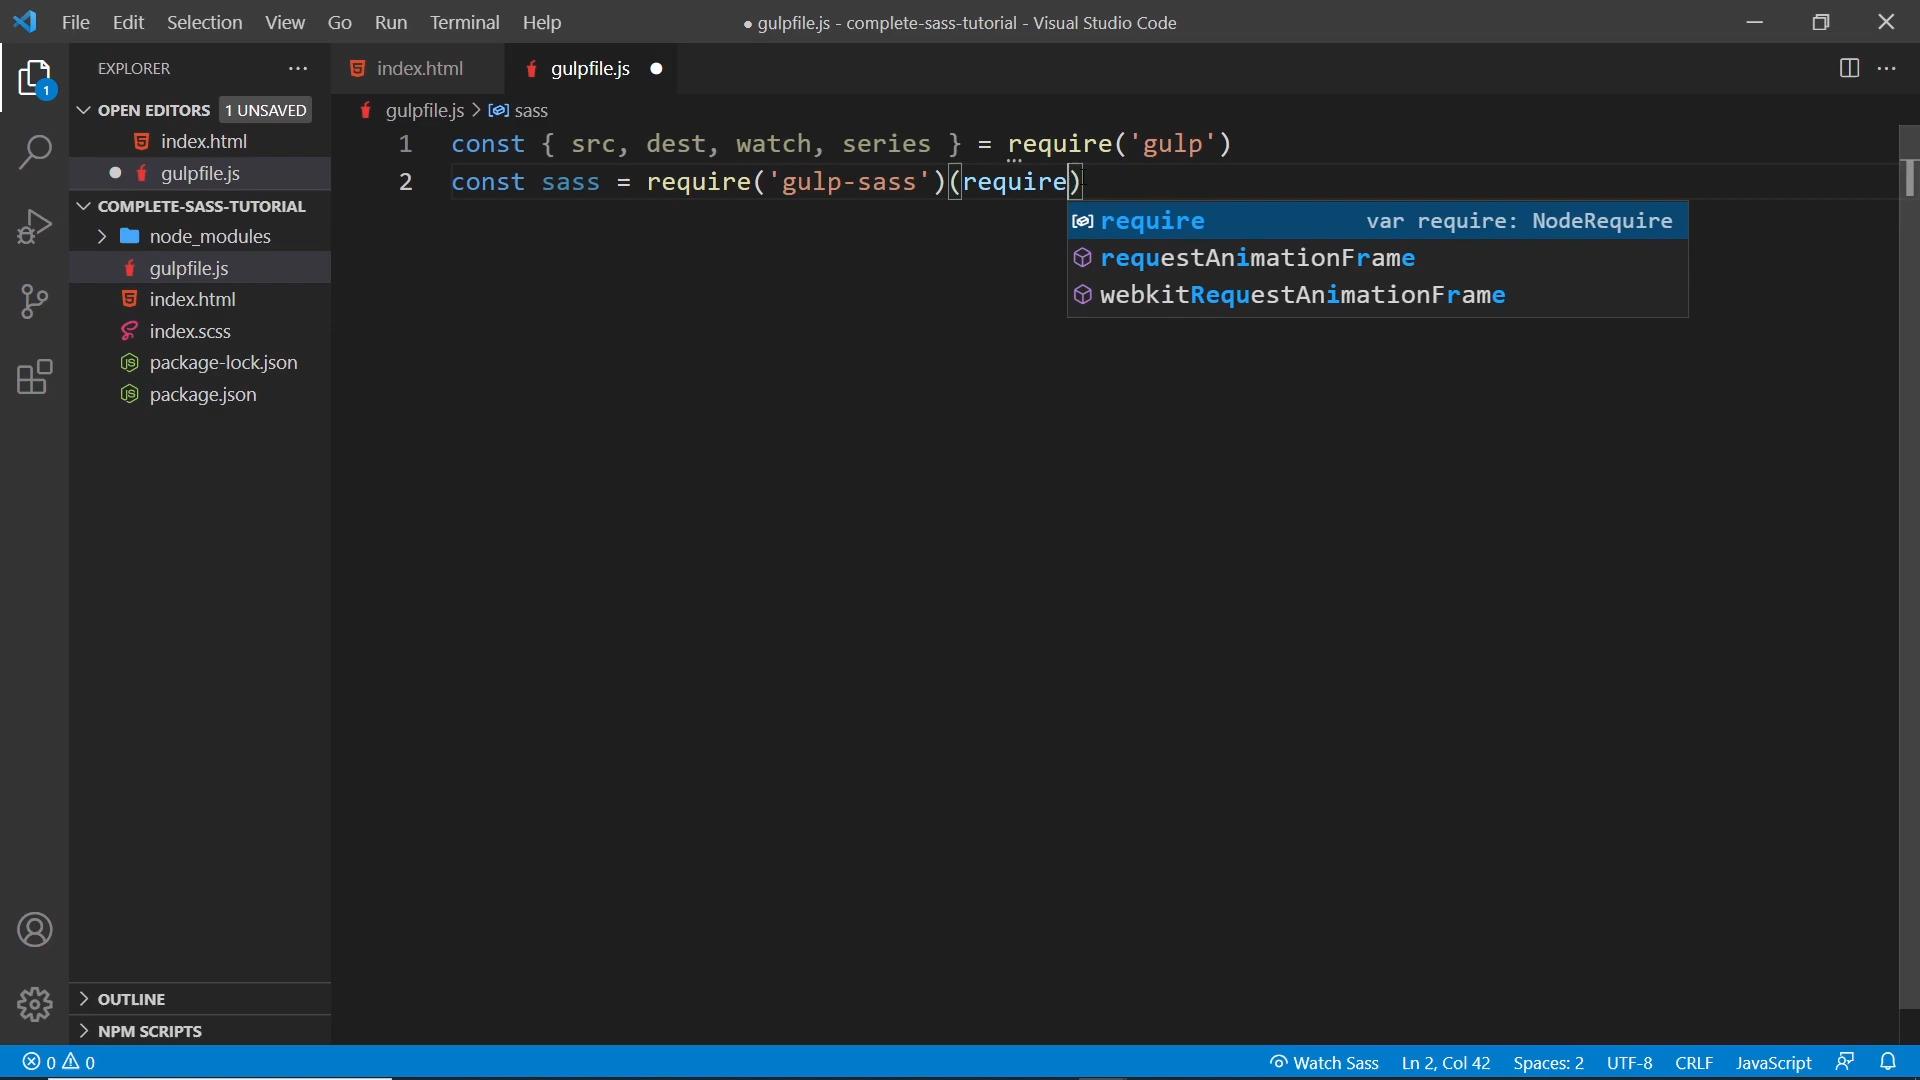 File Edit Selection View Go Run Terminal Help
● gulpfile.js - complete-sass-tutorial - Visual Studio Code
EXPLORER
index.html
gulpfile.js
1
OPEN EDITORS 1 UNSAVED
index.html
gulpfile.js
COMPLETE-SASS-TUTORIAL
node_modules
gulpfile.js
index.html
index.scss
package-lock.json
package.json
OUTLINE
NPM SCRIPTS
gulpfile.js > sass
1 const { src, dest, watch, series } = require('gulp')
2 const sass = require('gulp-sass')(require)
require var require: NodeRequire
requestAnimationFrame
webkitRequestAnimationFrame
0 0 Watch Sass Ln 2, Col 42 Spaces: 2 UTF-8 CRLF JavaScript